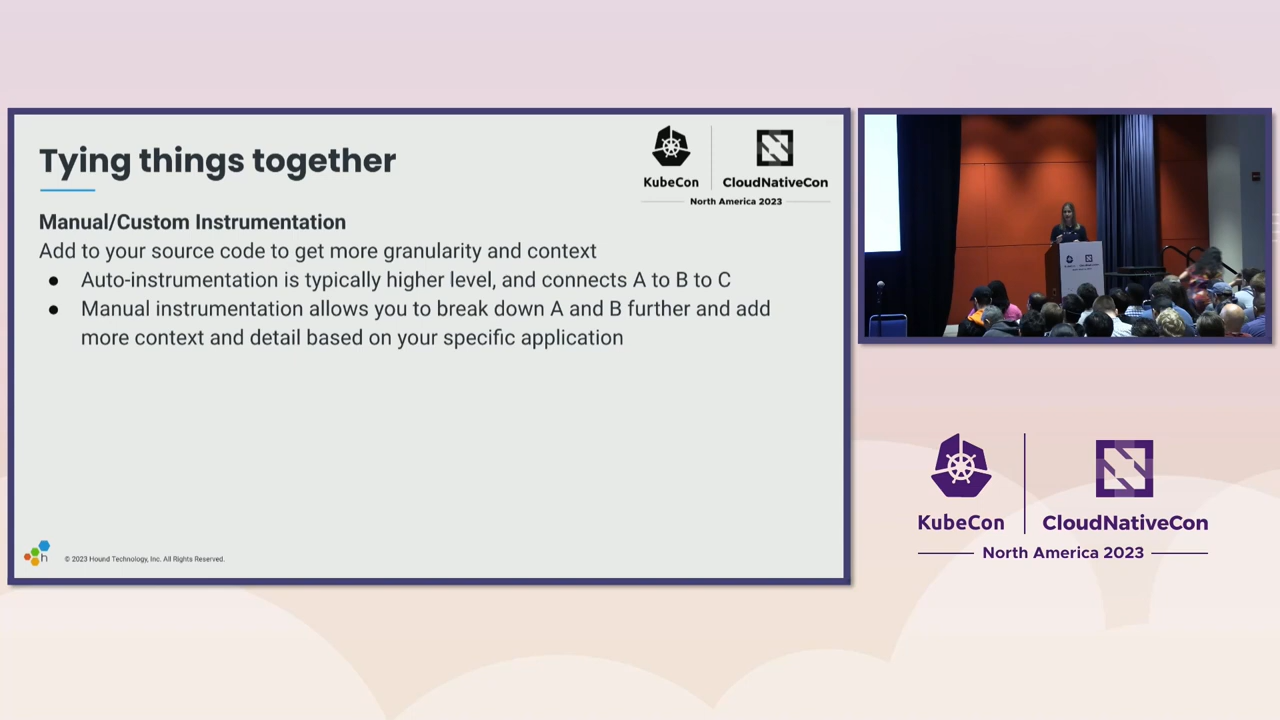 Tying things together
KubeCon
CloudNativeCon
North America 2023
Manual/Custom Instrumentation
Add to your source code to get more granularity and context
● Auto-instrumentation is typically higher level, and connects A to B to C
● Manual instrumentation allows you to break down A and B further and add
more context and detail based on your specific application
h
© 2023 Hound Technology, Inc. All Rights Reserved.
KubeCon
CloudNativeCon
North America 2023